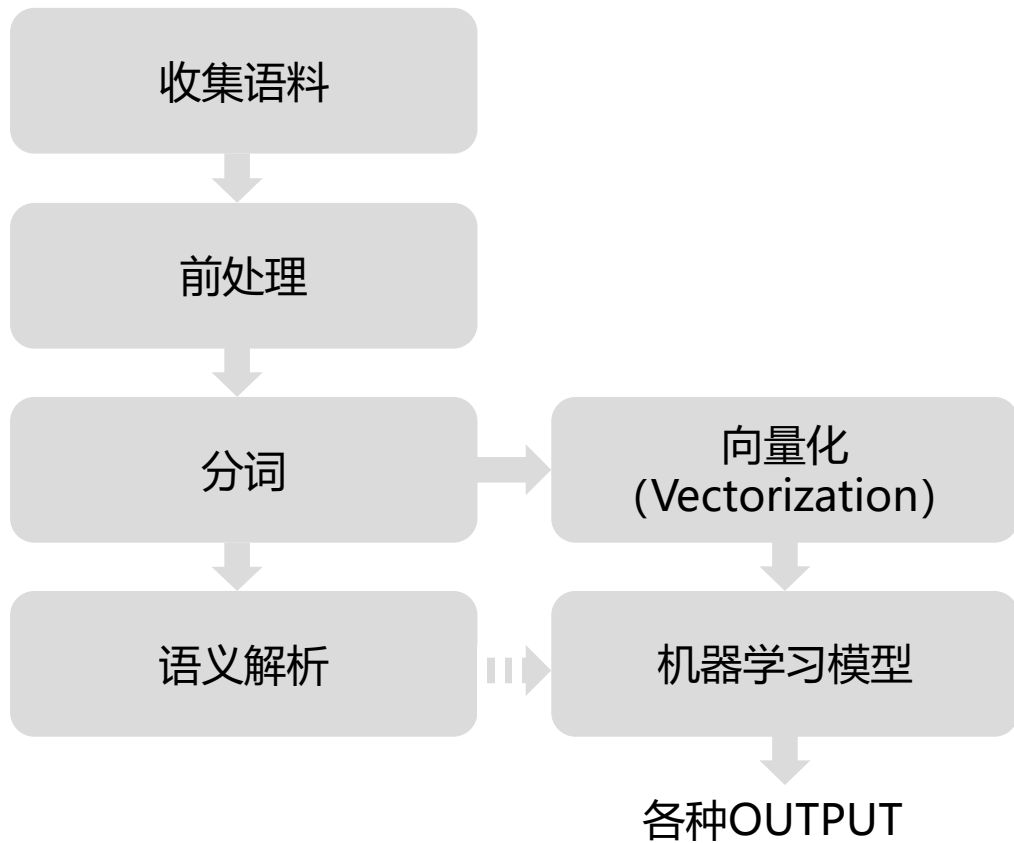 收集语料
前处理
分词
向量化
（Vectorization）
语义解析
机器学习模型
各种OUTPUT